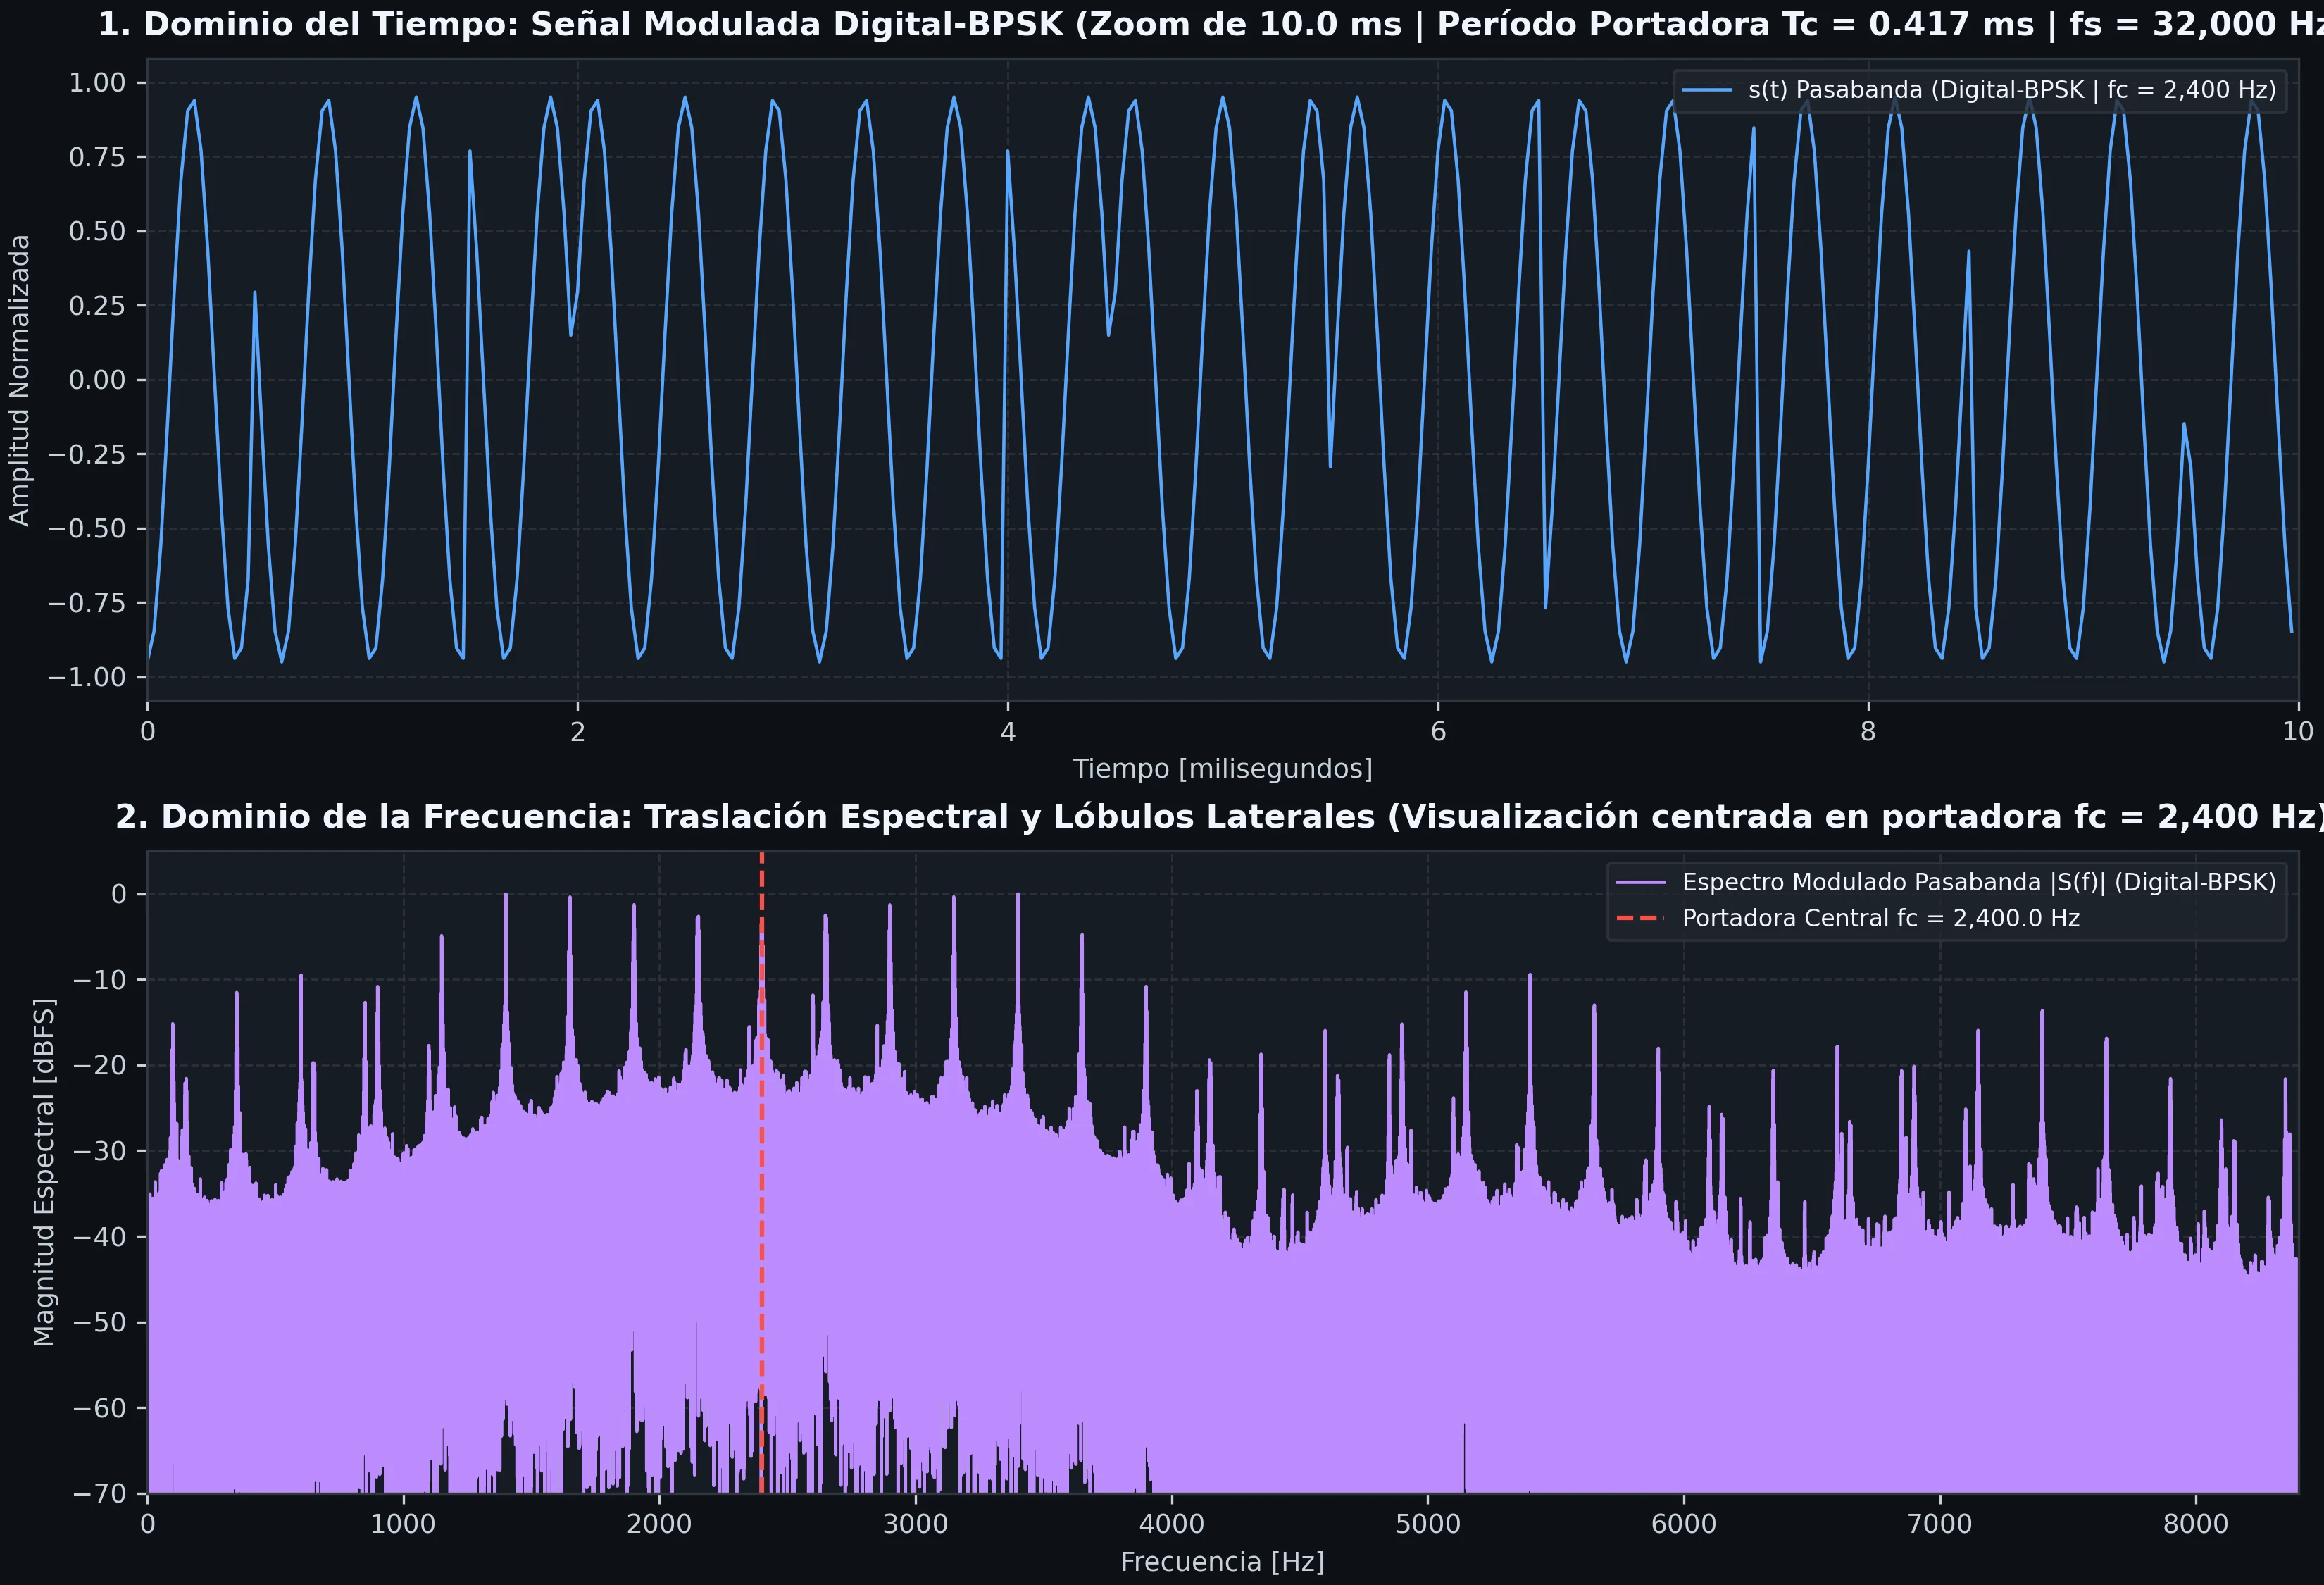 1. Dominio del Tiempo: Señal Modulada Digital-BPSK (Zoom de 10.0 ms | Período Portadora Tc = 0.417 ms | fs = 32,000 Hz
s(t) Pasabanda (Digital-BPSK | fc = 2,400 Hz)
Amplitud Normalizada
1.00
0.75
0.50
0.25
0.00
−0.25
−0.50
−0.75
−1.00
0 2 4 6 8 10
Tiempo [milisegundos]
2. Dominio de la Frecuencia: Traslación Espectral y Lóbulos Laterales (Visualización centrada en portadora fc = 2,400 Hz)
Espectro Modulado Pasabanda |S(f)| (Digital-BPSK)
Portadora Central fc = 2,400.0 Hz
Magnitud Espectral [dBFS]
0
−10
−20
−30
−40
−50
−60
−70
0 1000 2000 3000 4000 5000 6000 7000 8000
Frecuencia [Hz]